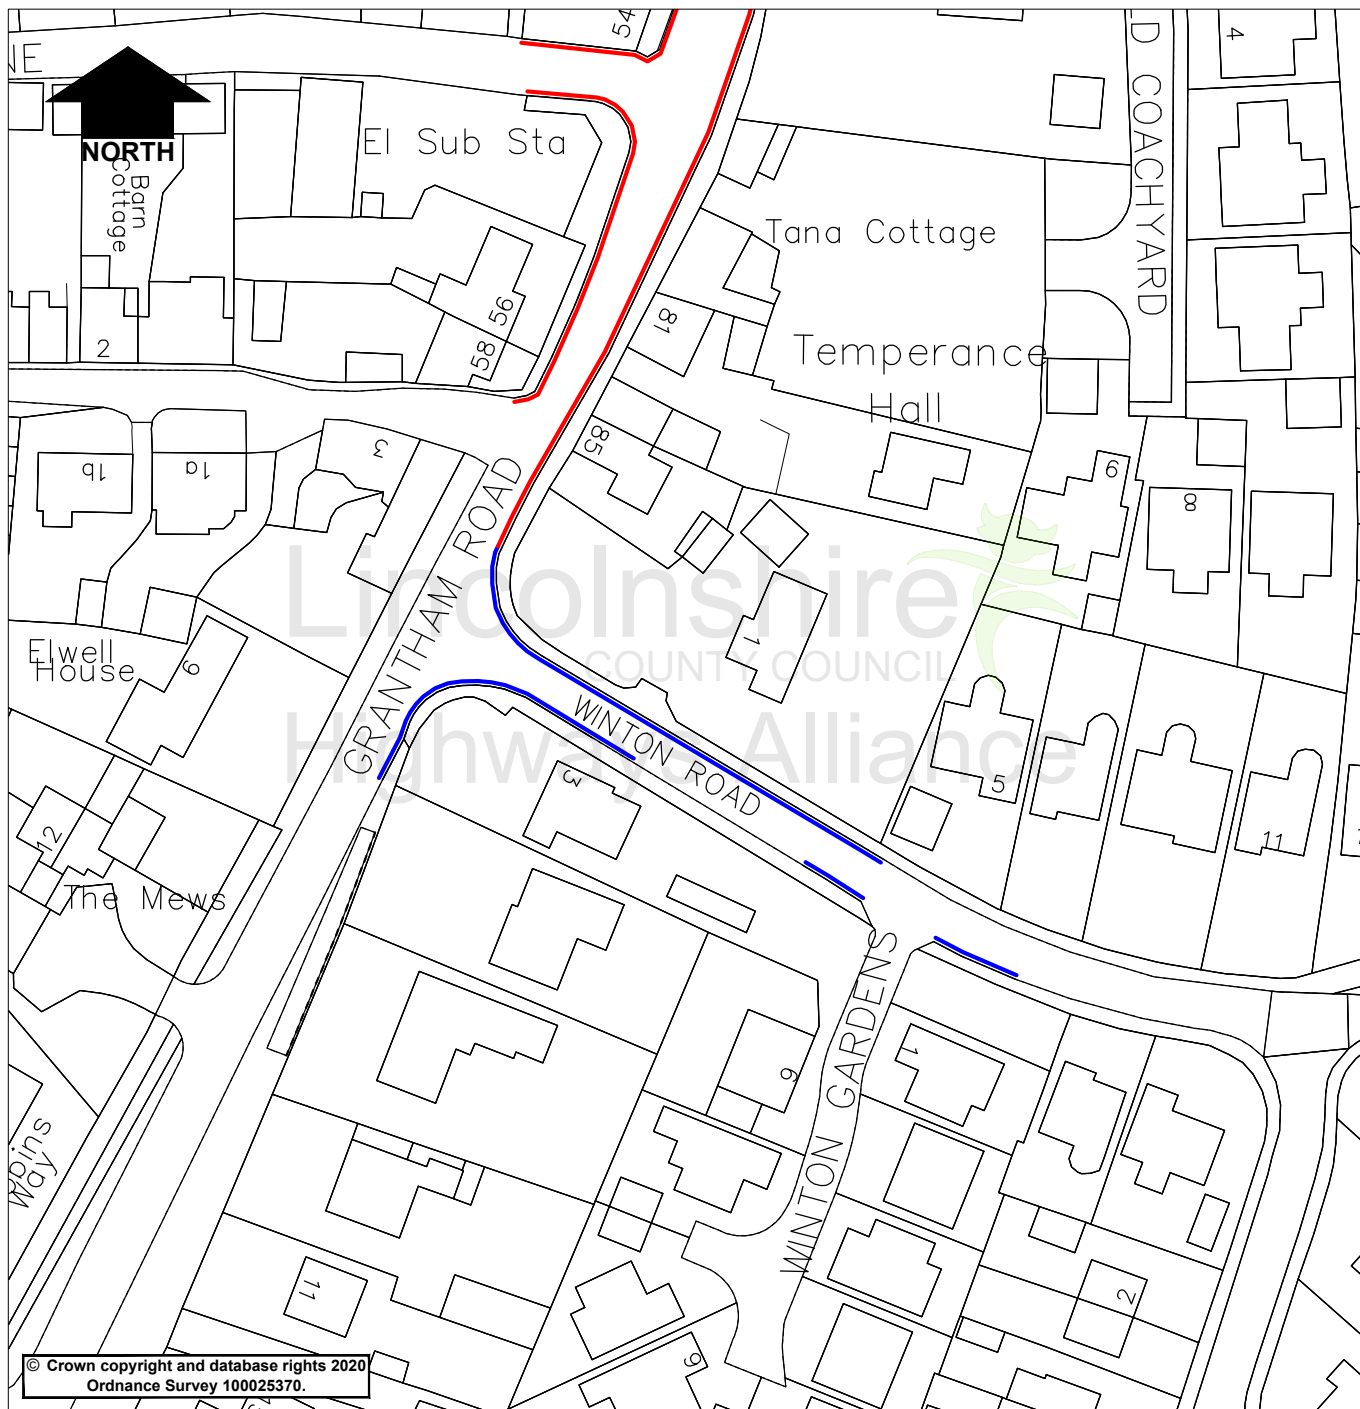 NE
54
LD COACHYARD
4
NORTH
Barn
Cottage
El Sub Sta
Tana Cottage
56
58
81
2
Temperance
Hall
85
3
1b
1a
6
8
GRANTHAM ROAD
Lincolnshire
COUNTY COUNCIL
Highways Alliance
Elwell
House
9
1
WINTON ROAD
3
5
11
12
The Mews
WINTON GARDENS
1
9
Way
11
2
9
© Crown copyright and database rights 2020
Ordnance Survey 100025370.